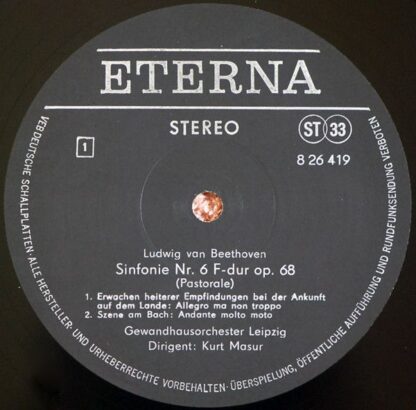 ETERNA
STEREO
ST 33
1
8 26 419
Ludwig van Beethoven
Sinfonie Nr. 6 F-dur op. 68
(Pastorale)
1. Erwachen heiterer Empfindungen bei der Ankunft
auf dem Lande: Allegro ma non troppo
2. Szene am Bach: Andante molto moto
Gewandhausorchester Leipzig
Dirigent: Kurt Masur
VEB DEUTSCHE SCHALLPLATTEN · ALLE HERSTELLER- UND URHEBERRECHTE VORBEHALTEN · ÜBERSPIELUNG, ÖFFENTLICHE AUFFÜHRUNG UND RUNDFUNKSENDUNG VERBOTEN